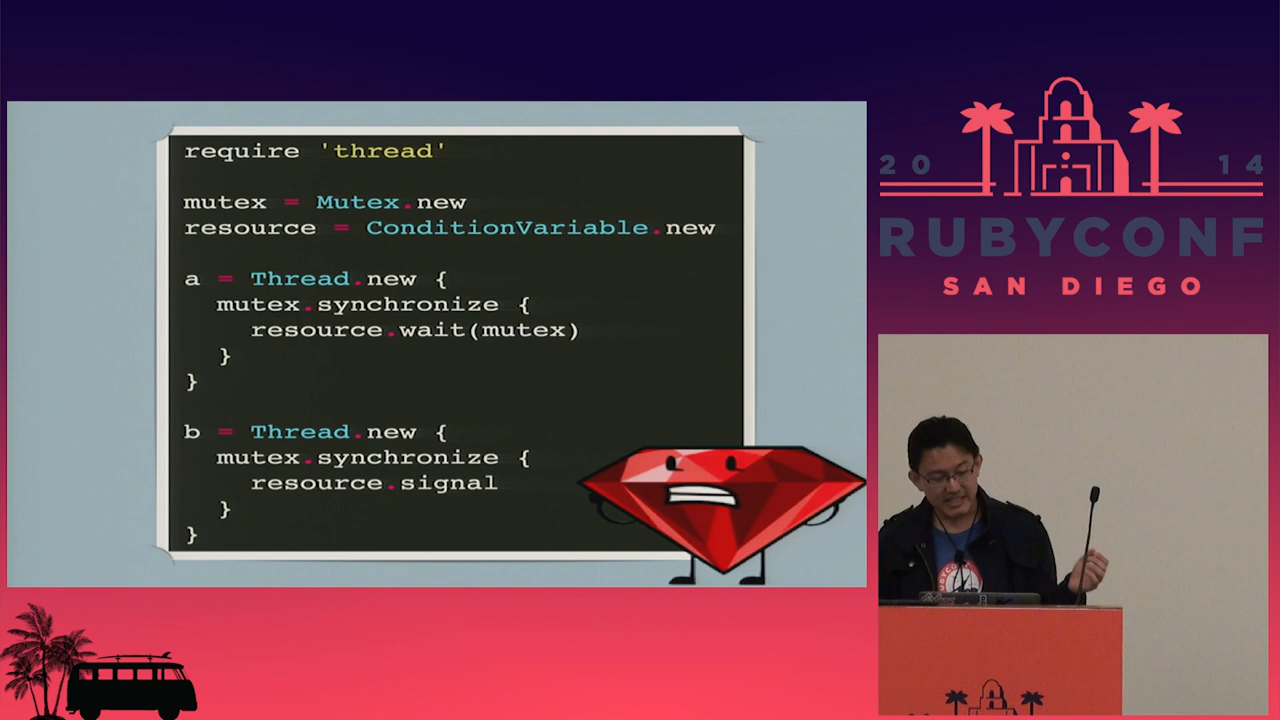 require 'thread'
mutex = Mutex.new
resource = ConditionVariable.new
a = Thread.new {
mutex.synchronize {
resource.wait(mutex)
}
}
b = Thread.new {
mutex.synchronize {
resource.signal
}
}
20 14
RUBYCONF
SAN DIEGO